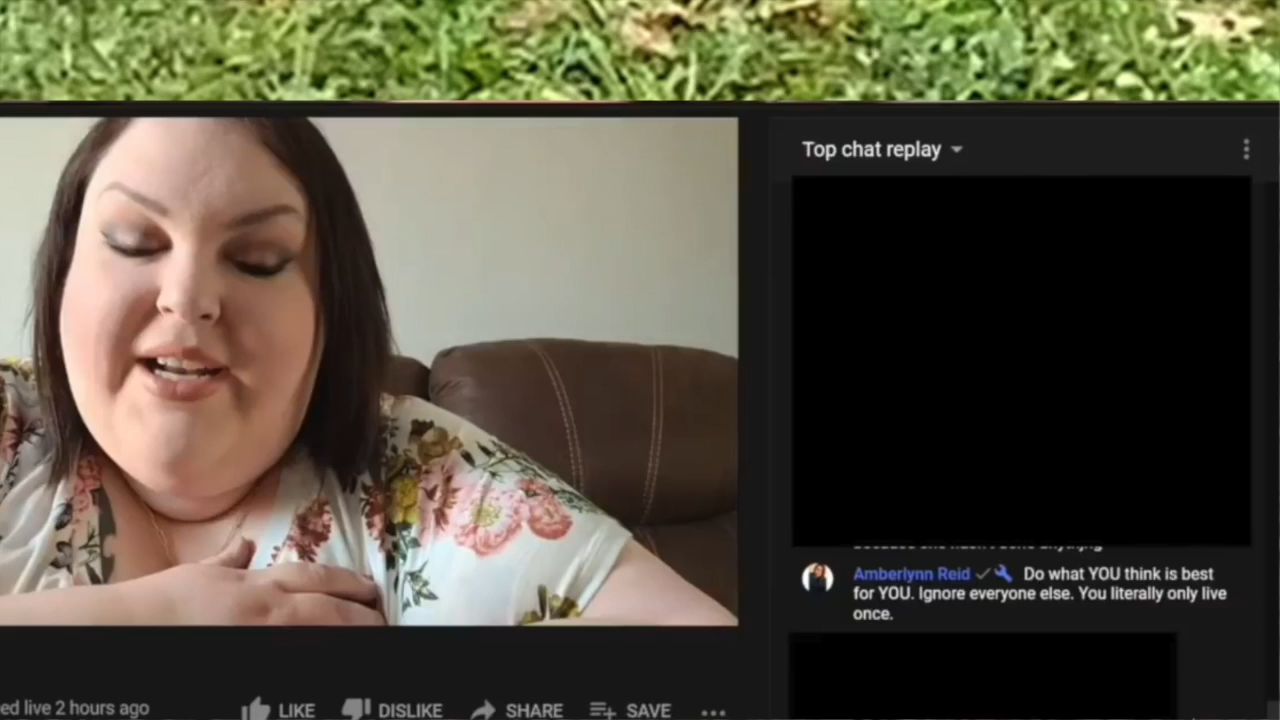 Top chat replay
Amberlynn Reid Do what YOU think is best
for YOU. Ignore everyone else. You literally only live
once.
ed live 2 hours ago LIKE DISLIKE SHARE SAVE